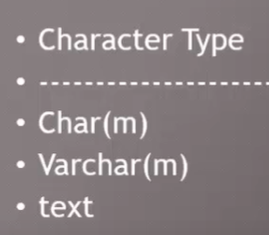 • Character Type
• ----------------------
• Char(m)
• Varchar(m)
• text